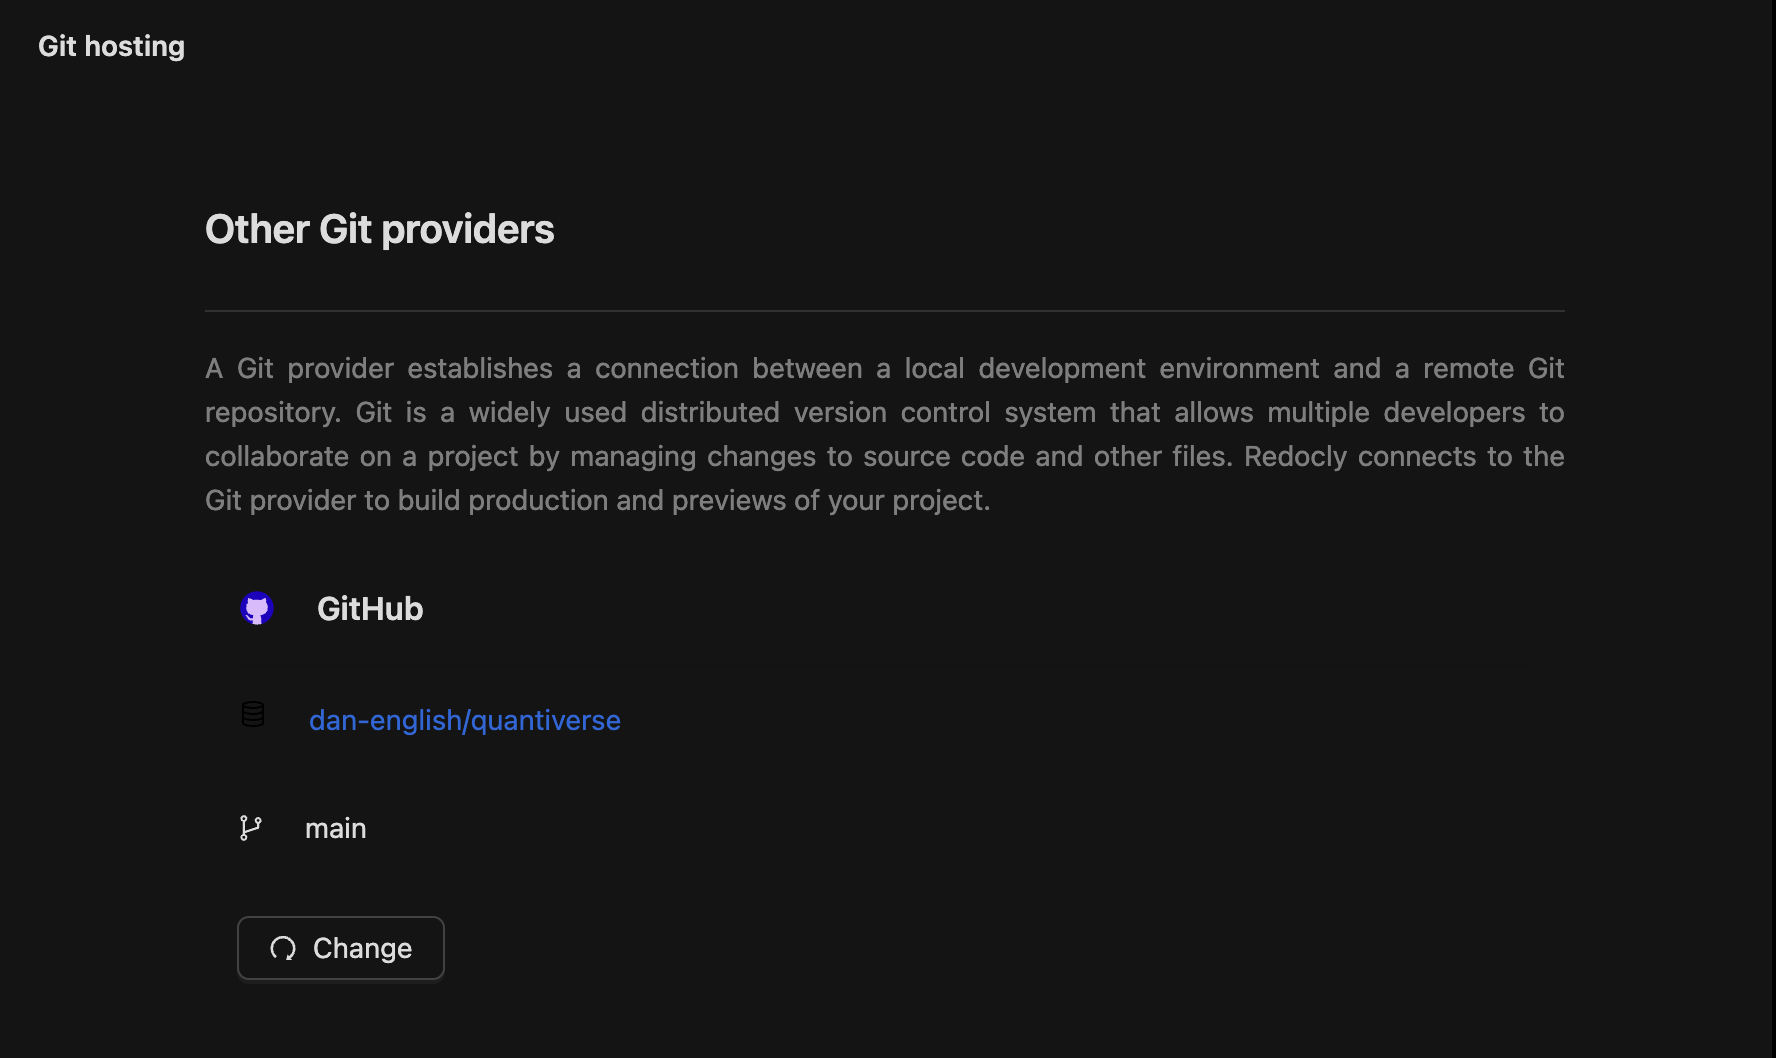 Git hosting
Other Git providers
A Git provider establishes a connection between a local development environment and a remote Git
repository. Git is a widely used distributed version control system that allows multiple developers to
collaborate on a project by managing changes to source code and other files. Redocly connects to the
Git provider to build production and previews of your project.
GitHub
dan-english/quantiverse
main
Change